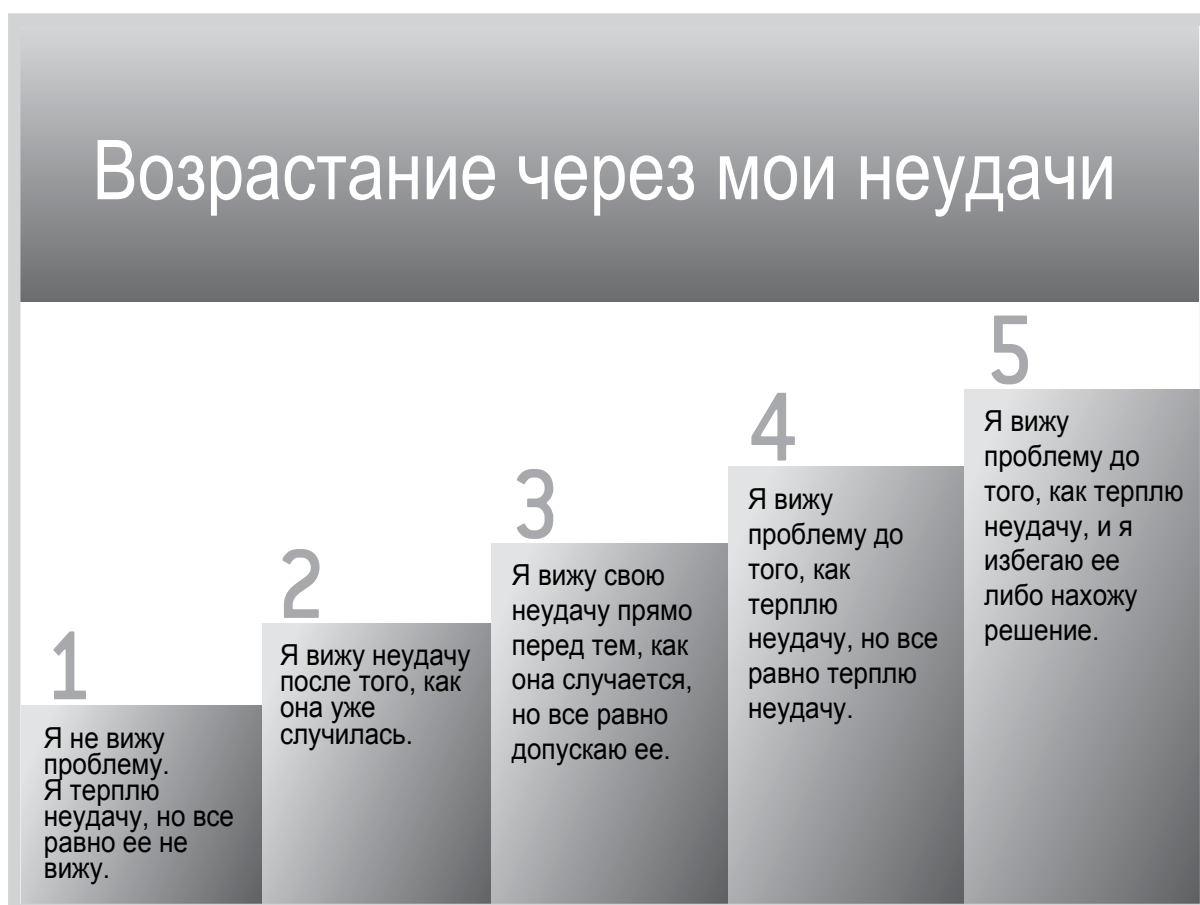 Возрастание через мои неудачи
1
Я не вижу
проблему.
Я терплю
неудачу, но все
равно ее не
вижу.
2
Я вижу неудачу
после того, как
она уже
случилась.
3
Я вижу свою
неудачу прямо
перед тем, как
она случается,
но все равно
допускаю ее.
4
Я вижу
проблему до
того, как
терплю
неудачу, но все
равно терплю
неудачу.
5
Я вижу
проблему до
того, как терплю
неудачу, и я
избегаю ее
либо нахожу
решение.